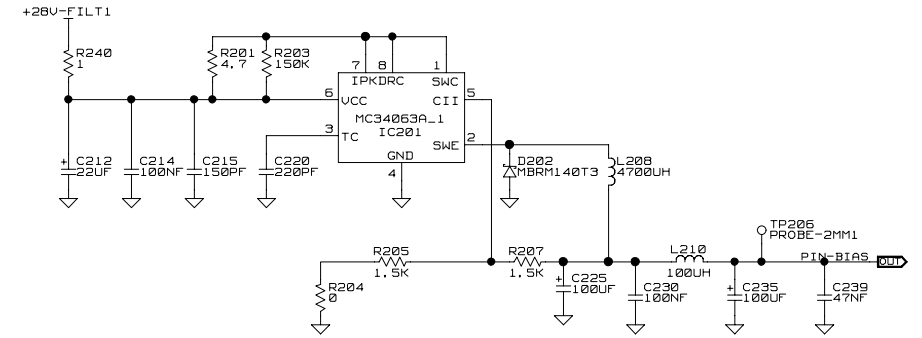 +28V-FILT1
R240
1
R201
4.7
R203
150K
7
8
1
IPK
DRC
SWC
6
VCC
CII
5
MC34063A_1
IC201
3
TC
SWE
2
GND
4
+
C212
22UF
C214
100NF
C215
150PF
C220
220PF
D202
MBRM140T3
L208
4700UH
TP206
PROBE-2MM1
R205
1.5K
R207
1.5K
L210
100UH
PIN-BIAS
OUT
R204
0
+
C225
100UF
C230
100NF
+
C235
100UF
C239
47NF